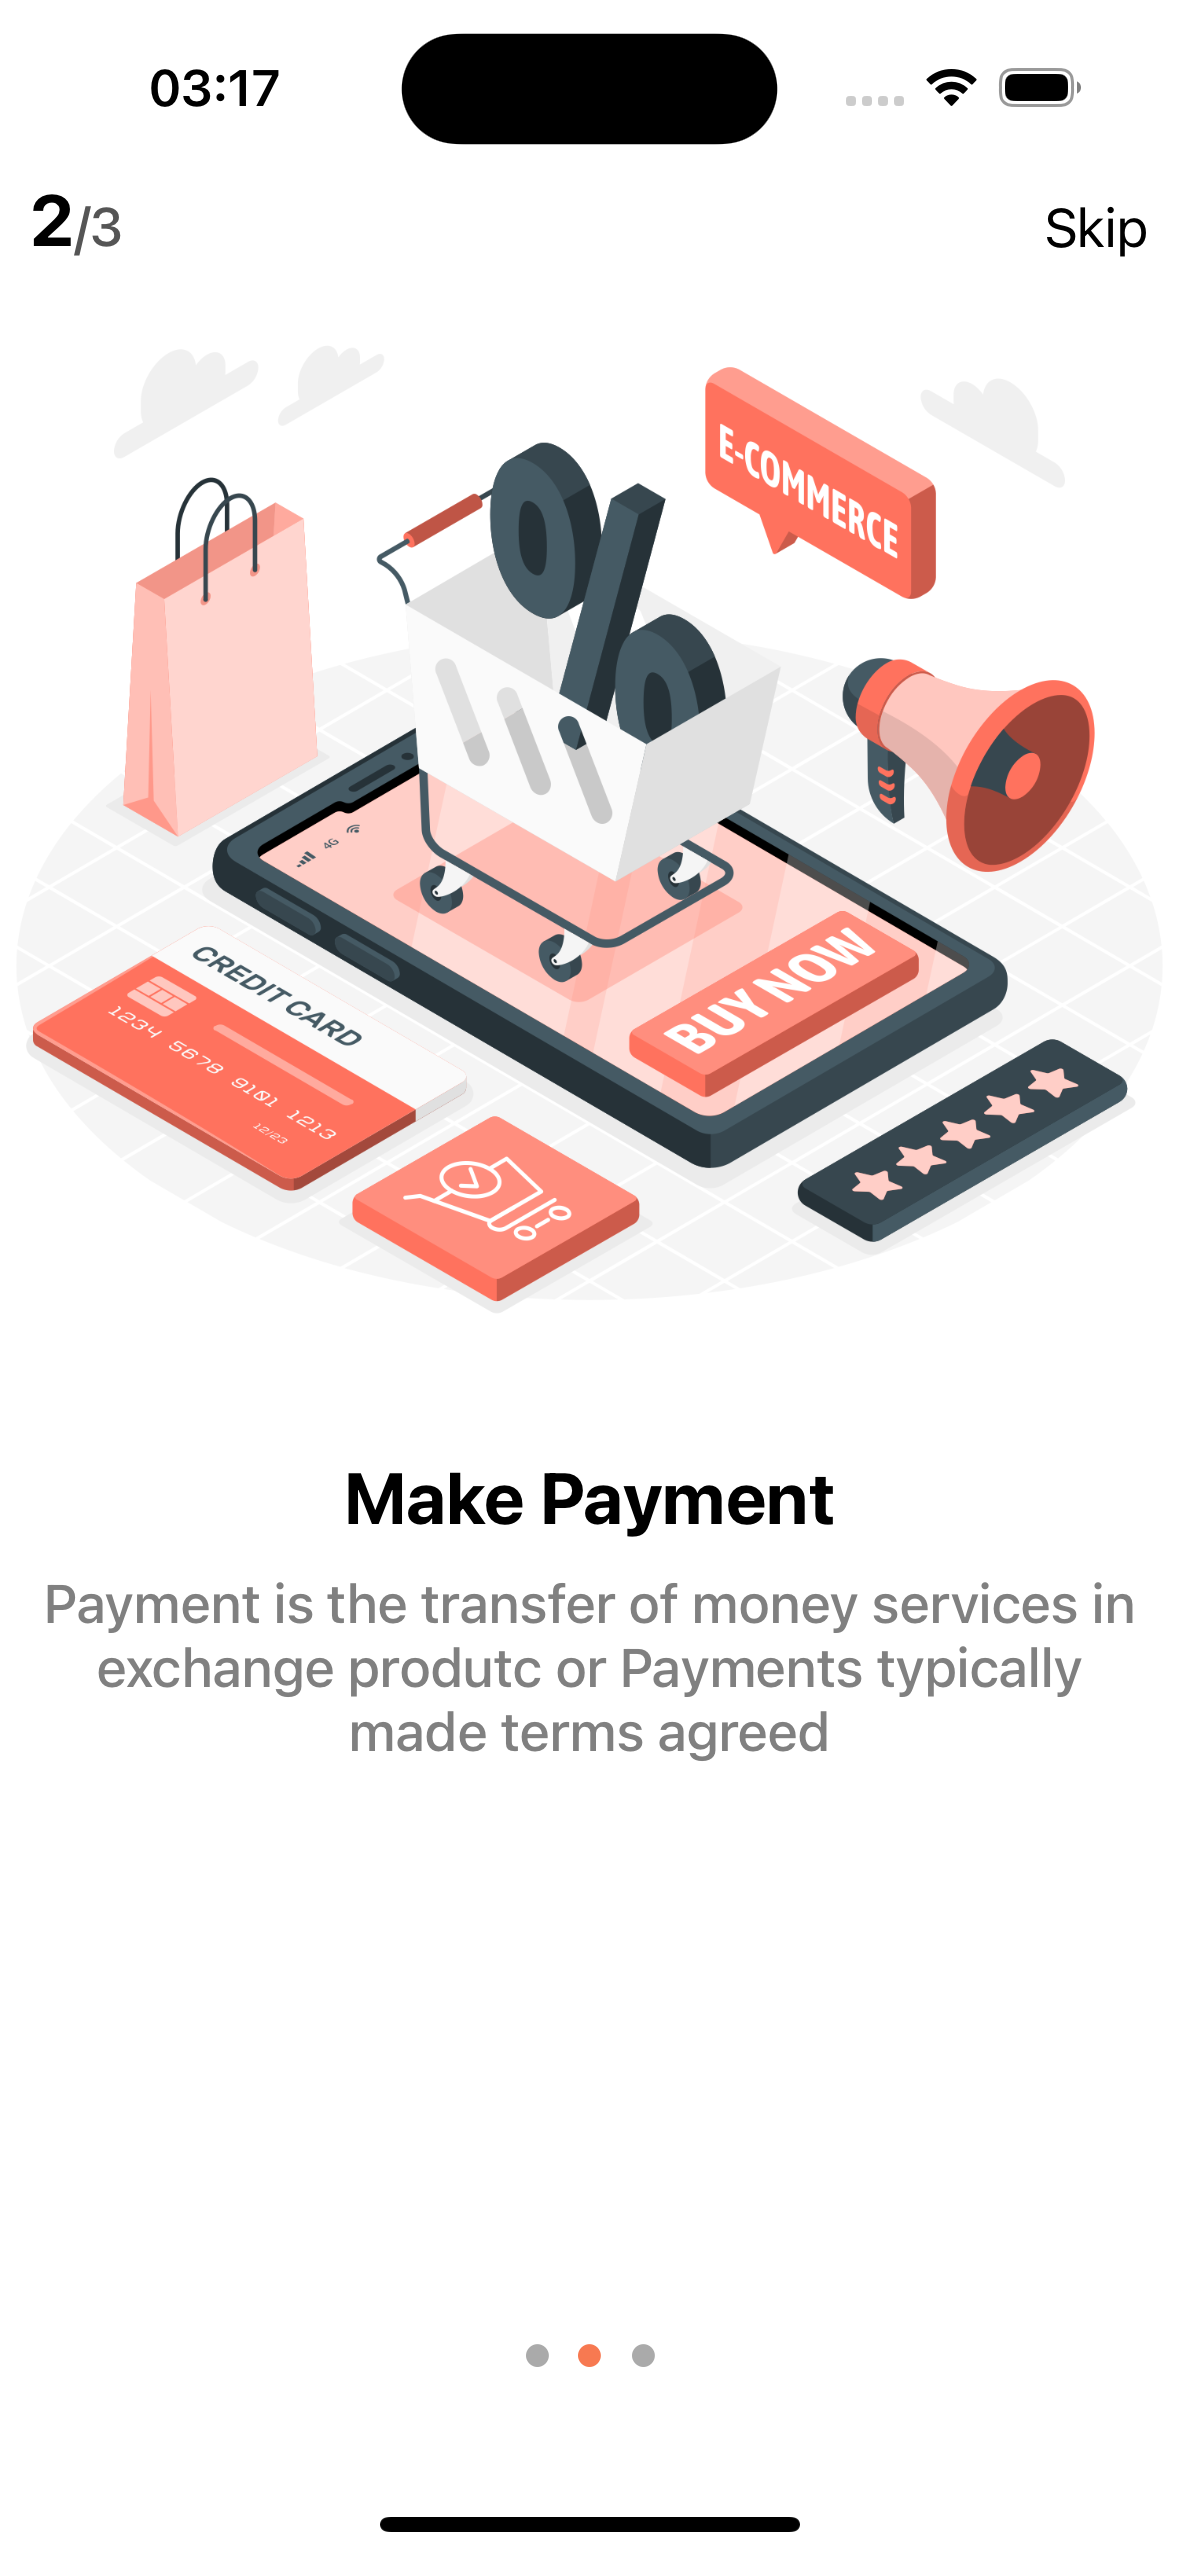 03:17
2/3
Skip
E-COMMERCE
4G
BUY NOW
CREDIT CARD
1234 5678 9101 1213
12/23
Make Payment
Payment is the transfer of money services in
exchange produtc or Payments typically
made terms agreed